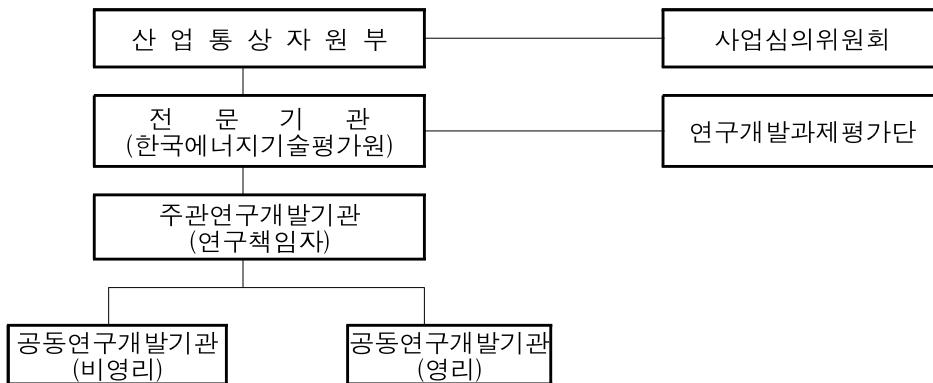 산 업 통 상 자 원 부
사업심의위원회
전 문 기 관
(한국에너지기술평가원)
연구개발과제평가단
주관연구개발기관
(연구책임자)
공동연구개발기관
(비영리)
공동연구개발기관
(영리)